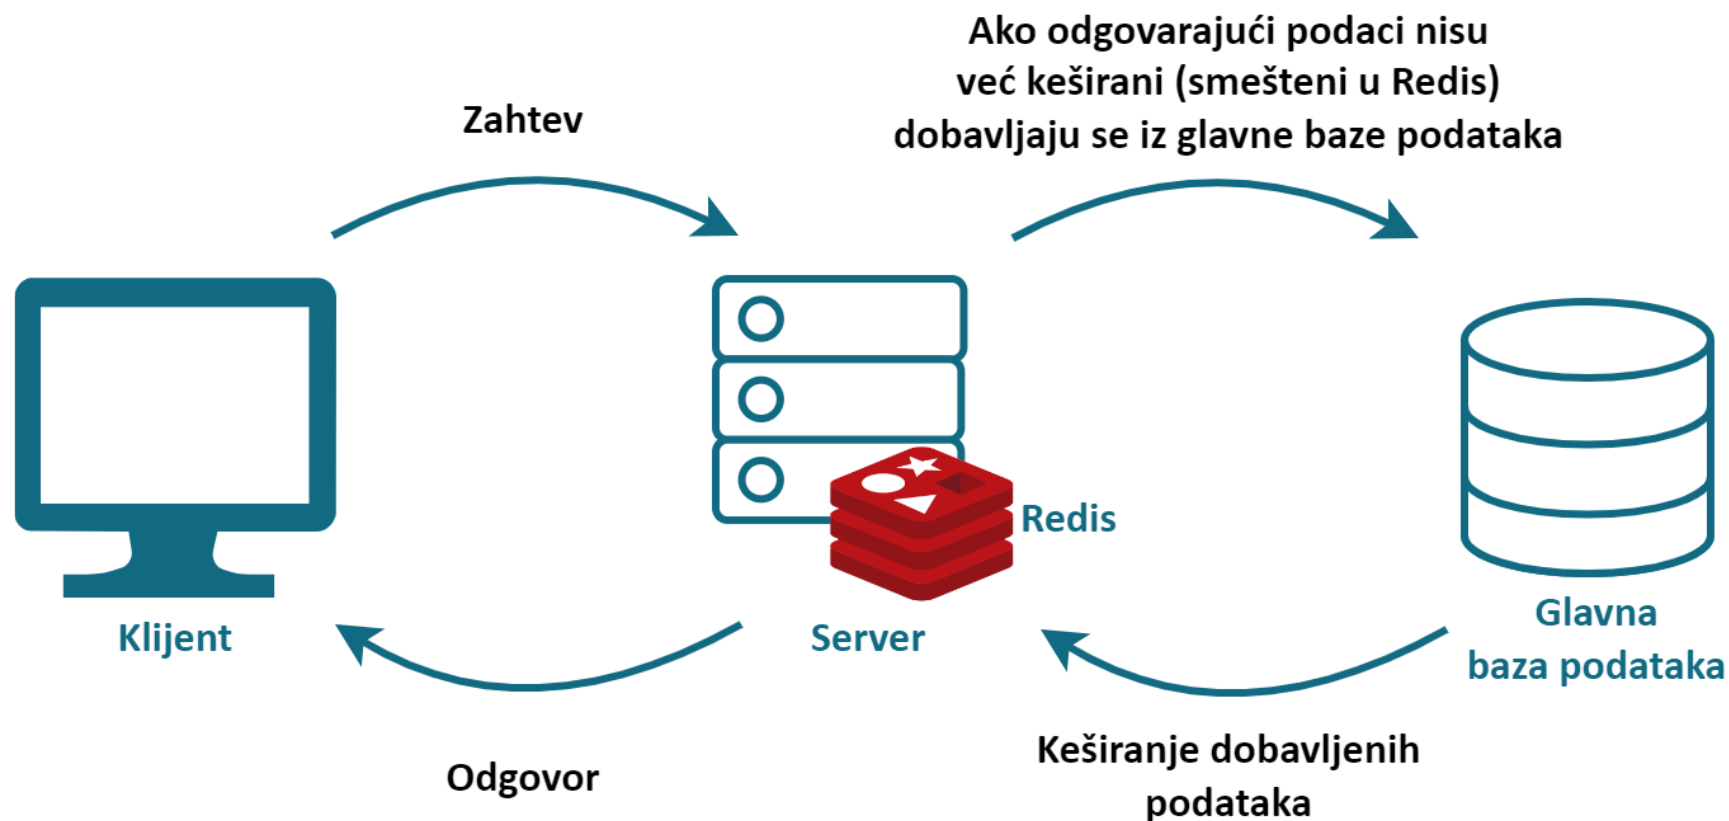 Zahtev
Ako odgovarajući podaci nisu
već keširani (smešteni u Redis)
dobavljaju se iz glavne baze podataka
Klijent
Server
Redis
Glavna
baza podataka
Odgovor
Keširanje dobavljenih
podataka